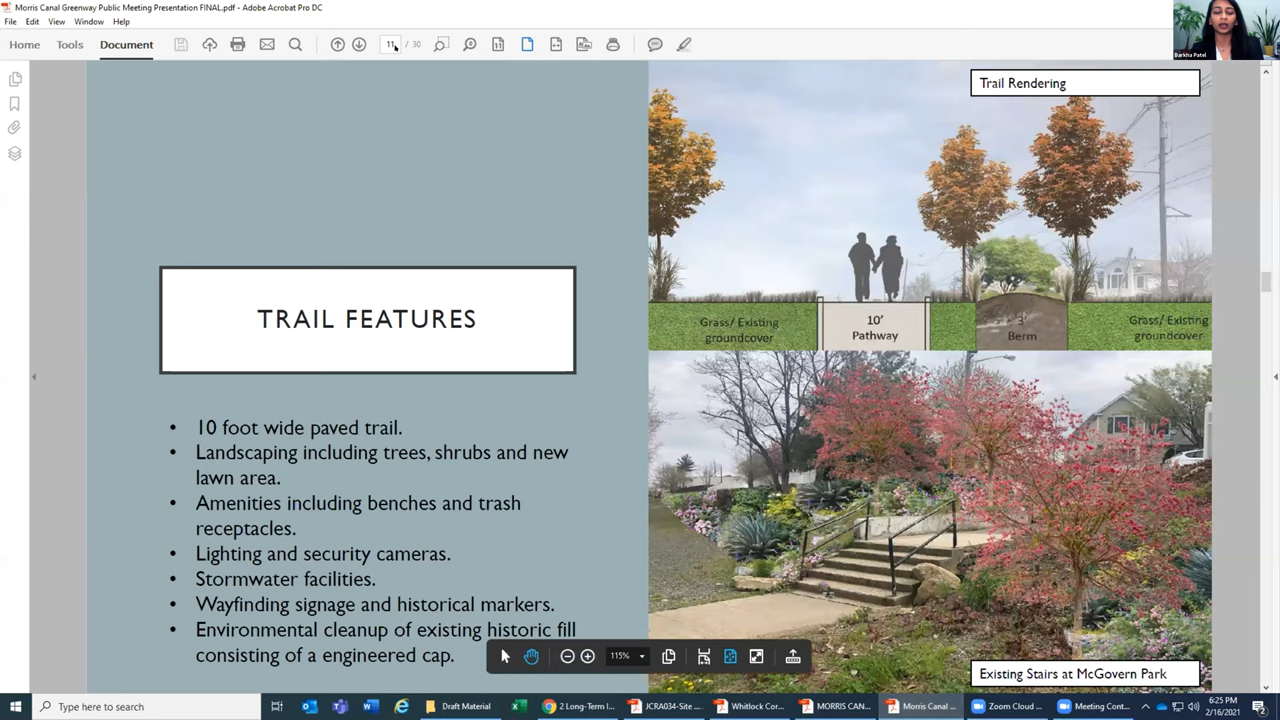 Morris Canal Greenway Public Meeting Presentation FINAL.pdf - Adobe Acrobat Pro DC
File Edit View Window Help
Home Tools Document
11 / 30
Barkha Patel
Trail Rendering
Grass/ Existing
groundcover
10'
Pathway
3'
Berm
Grass/ Existing
groundcover
TRAIL FEATURES
• 10 foot wide paved trail.
• Landscaping including trees, shrubs and new
lawn area.
• Amenities including benches and trash
receptacles.
• Lighting and security cameras.
• Stormwater facilities.
• Wayfinding signage and historical markers.
• Environmental cleanup of existing historic fill
consisting of a engineered cap.
115%
Existing Stairs at McGovern Park
Type here to search
Draft Material
2 Long-Term I...
JCRA034-Site ...
Whitlock Cor...
MORRIS CAN...
Morris Canal ...
Zoom Cloud ...
Meeting Cont...
6:25 PM
2/16/2021
2